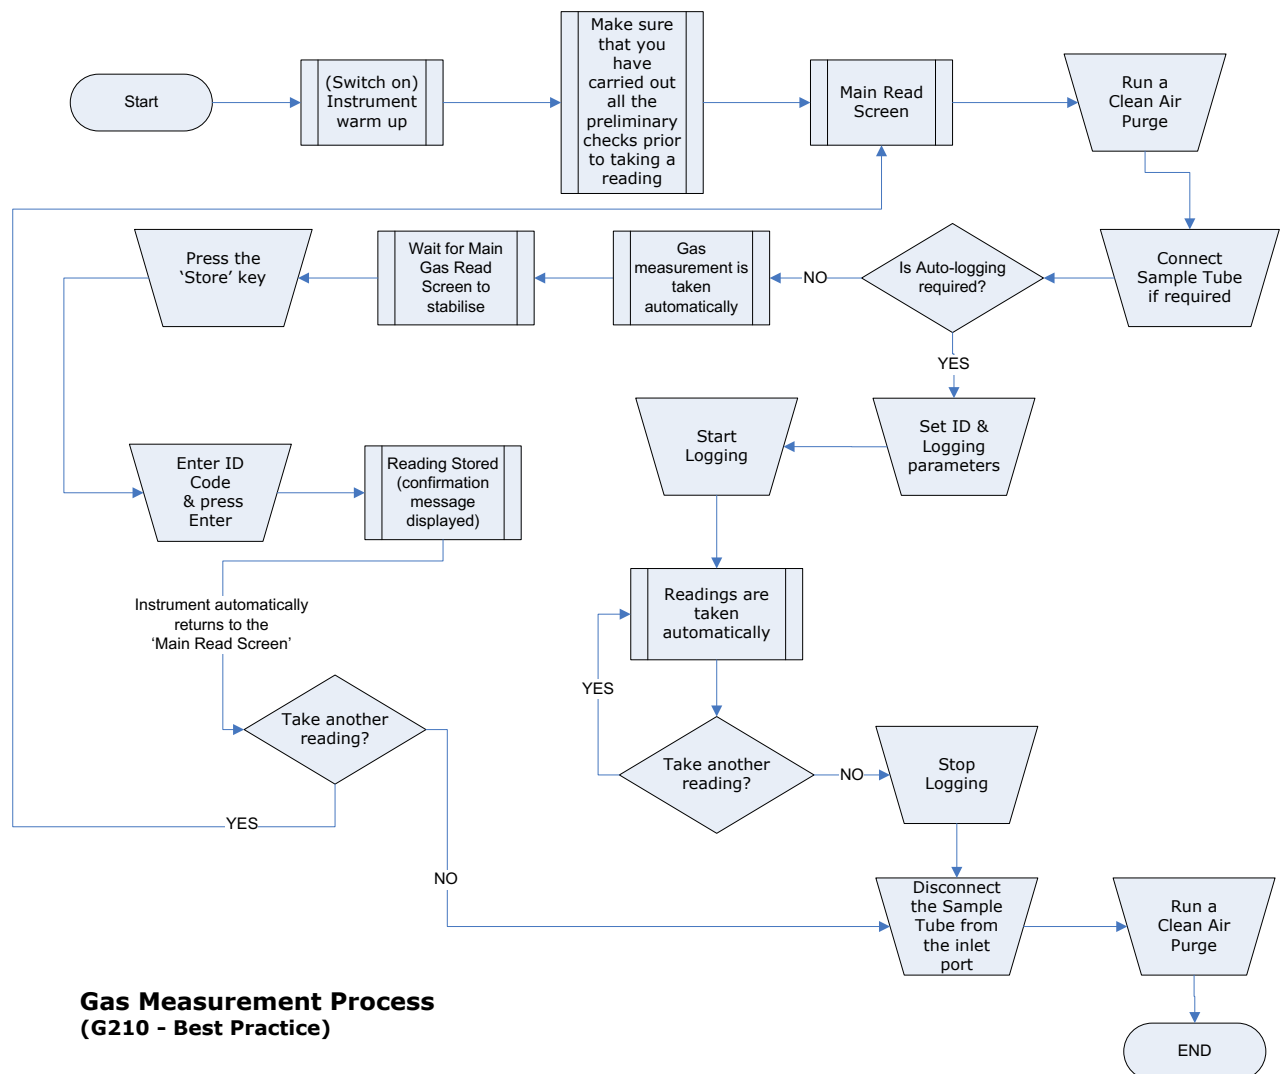 Start
(Switch on)
Instrument
warm up
Make sure
that you
have
carried out
all the
preliminary
checks prior
to taking a
reading
Main Read
Screen
Run a
Clean Air
Purge
Press the
‘Store’ key
Wait for Main
Gas Read
Screen to
stabilise
Gas
measurement is
taken
automatically
NO
Is Auto-logging
required?
Connect
Sample Tube
if required
YES
Start
Logging
Set ID &
Logging
parameters
Enter ID
Code
& press
Enter
Reading Stored
(confirmation
message
displayed)
Instrument automatically
returns to the
‘Main Read Screen’
Readings are
taken
automatically
YES
Take another
reading?
Take another
reading?
NO
Stop
Logging
YES
NO
Disconnect
the Sample
Tube from
the inlet
port
Run a
Clean Air
Purge
Gas Measurement Process
(G210 - Best Practice)
END